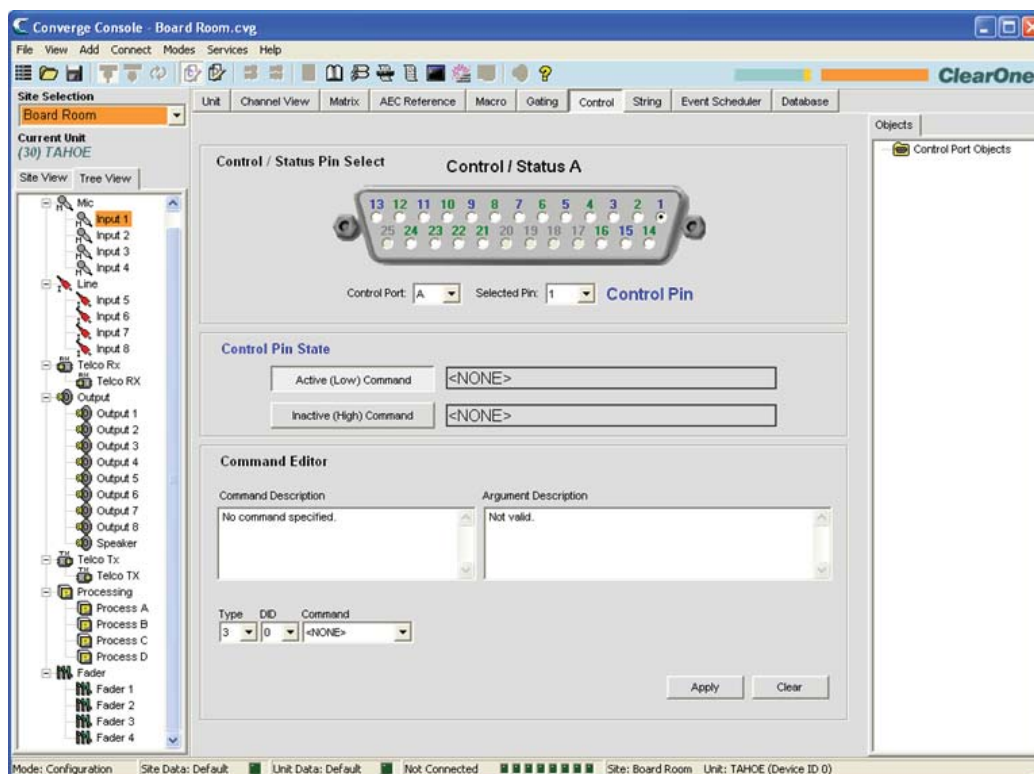 Converge Console - Board Room.cvg
File View Add Connect Modes Services Help
ClearOne
Site Selection
Board Room
Current Unit
(30) TAHOE
Site View Tree View
Mic
Input 1
Input 2
Input 3
Input 4
Line
Input 5
Input 6
Input 7
Input 8
Telco Rx
Telco RX
Output
Output 1
Output 2
Output 3
Output 4
Output 5
Output 6
Output 7
Output 8
Speaker
Telco Tx
Telco TX
Processing
Process A
Process B
Process C
Process D
Fader
Fader 1
Fader 2
Fader 3
Fader 4
Unit Channel View Matrix AEC Reference Macro Gating Control String Event Scheduler Database
Control / Status Pin Select
Control / Status A
13 12 11 10 9 8 7 6 5 4 3 2 1
25 24 23 22 21 20 19 18 17 16 15 14
Control Port: A Selected Pin: 1 Control Pin
Control Pin State
Active (Low) Command <NONE>
Inactive (High) Command <NONE>
Command Editor
Command Description Argument Description
No command specified. Not valid.
Type DID Command
3 0 <NONE>
Apply Clear
Objects
Control Port Objects
Mode: Configuration Site Data: Default Unit Data: Default Not Connected Site: Board Room Unit: TAHOE (Device ID 0)